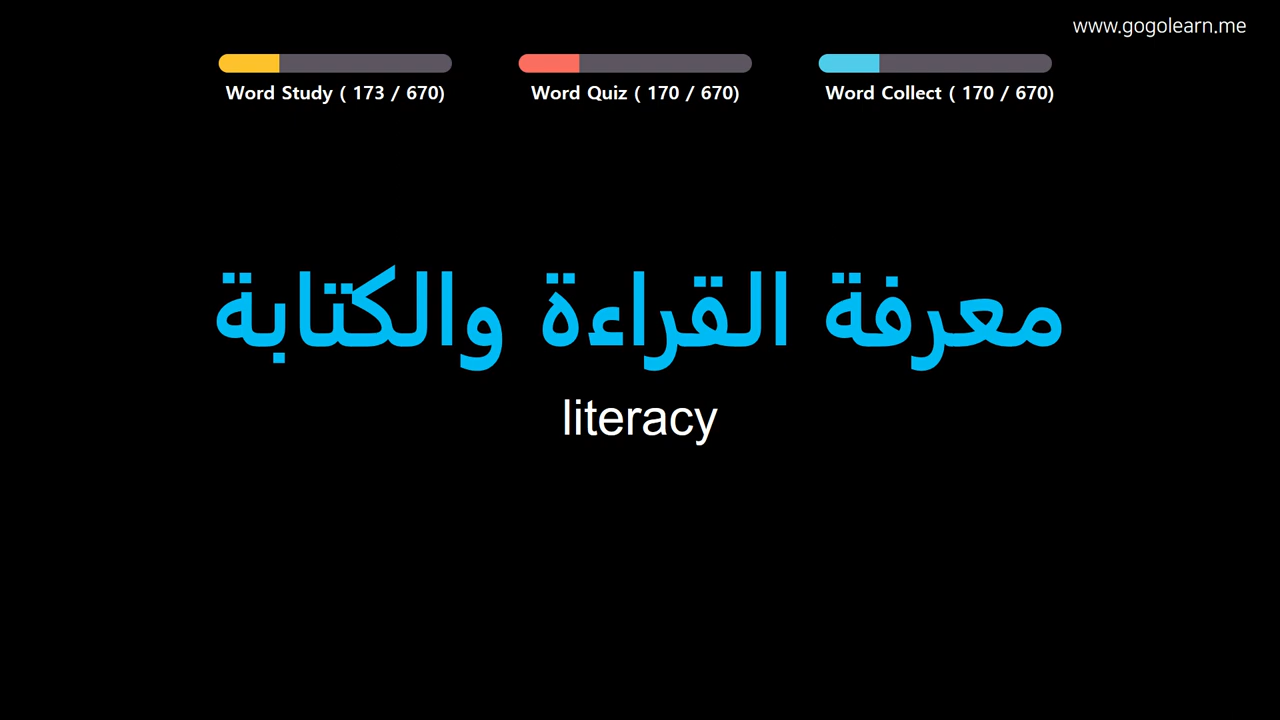 www.gogolearn.me
Word Study ( 173 / 670) Word Quiz ( 170 / 670) Word Collect ( 170 / 670)
معرفة القراءة والكتابة
literacy